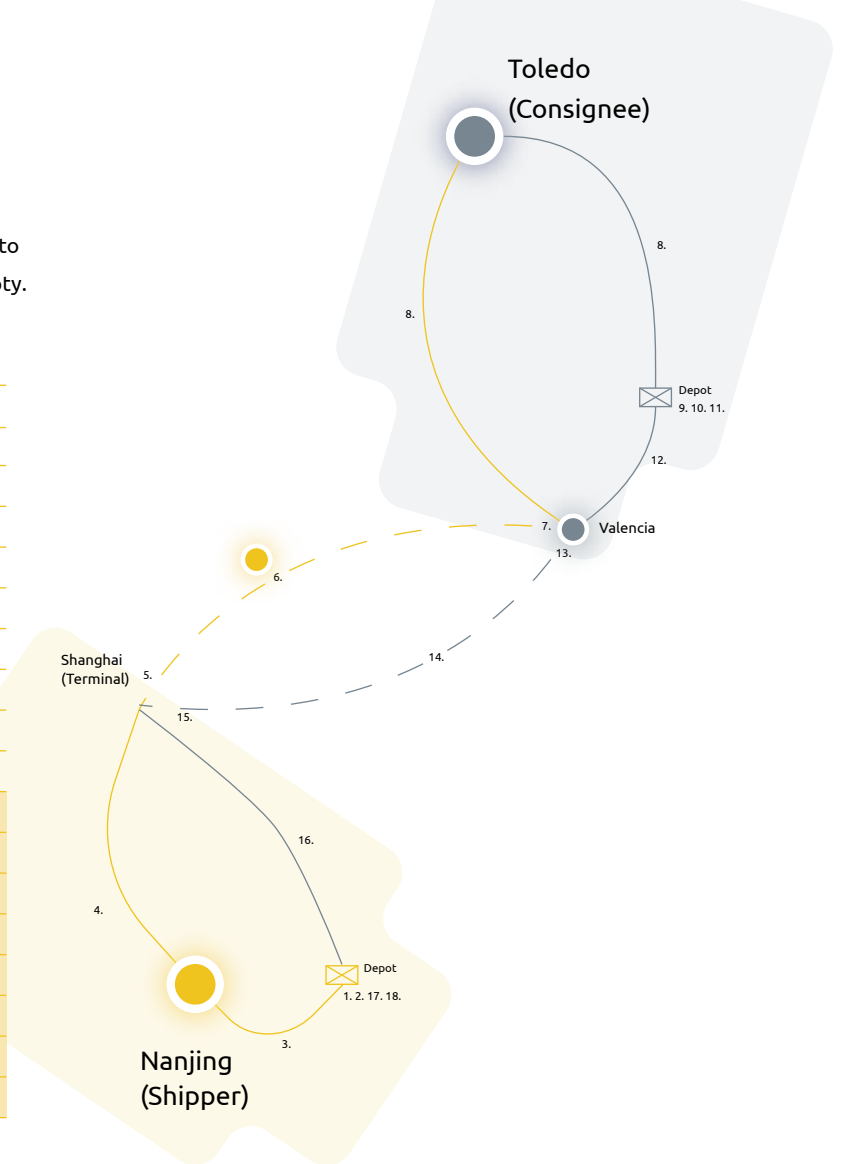 Toledo
(Consignee)
to
8.
8.
Depot
9. 10. 11.
12.
7.
Valencia
13.
6.
14.
Shanghai
(Terminal)
5.
15.
16.
4.
Depot
1. 2. 17. 18.
3.
Nanjing
(Shipper)